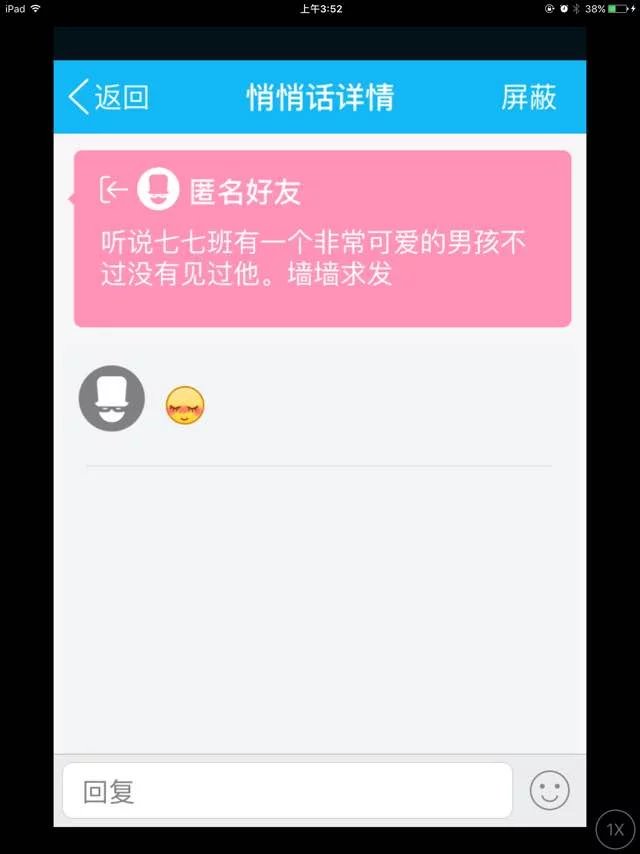 iPad 上午3:52 38%
返回 悄悄话详情 屏蔽
匿名好友
听说七七班有一个非常可爱的男孩不
过没有见过他。墙墙求发
回复
1X